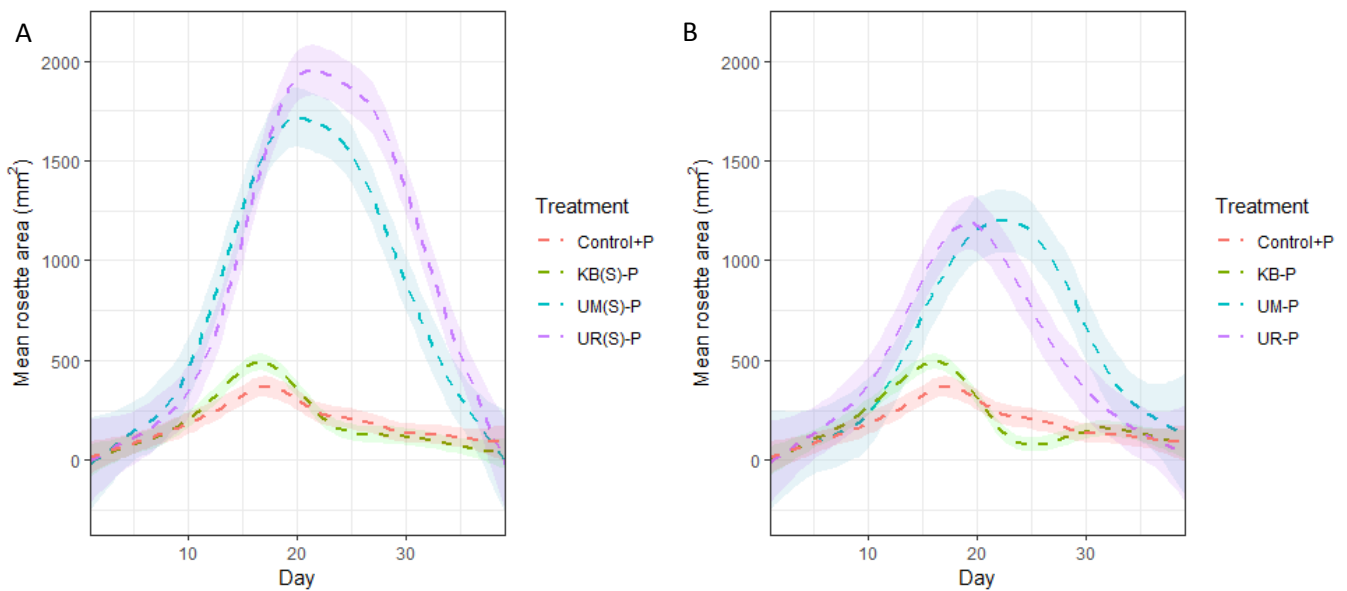 A
Mean rosette area (mm²)
2000
1500
1000
500
0
10
20
30
Day
Treatment
Control+P
KB(S)-P
UM(S)-P
UR(S)-P
B
Mean rosette area (mm²)
2000
1500
1000
500
0
10
20
30
Day
Treatment
Control+P
KB-P
UM-P
UR-P